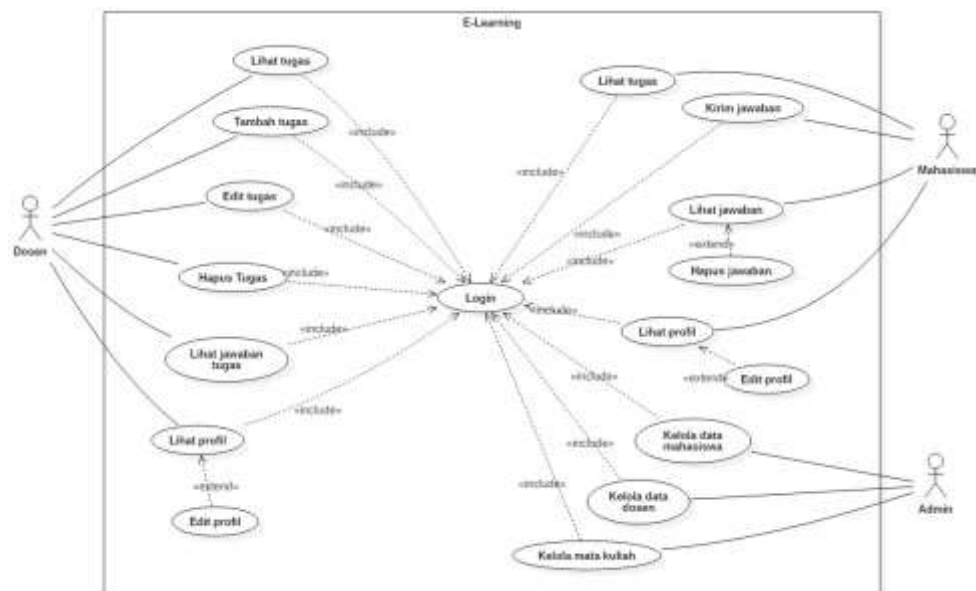 E-Learning
Lihat tugas
Tambah tugas
Edit tugas
Hapus Tugas
Lihat jawaban
tugas
Lihat profil
«extend»
Edit profil
Dosen
«include»
«include»
«include»
«include»
«include»
«include»
Login
Lihat tugas
Kirim jawaban
Lihat jawaban
«extend»
Hapus jawaban
Lihat profil
«extend»
Edit profil
Mahasiswa
«include»
«include»
«include»
«include»
«include»
«include»
«include»
Kelola data
mahasiswa
Kelola data
dosen
Kelola mata kuliah
Admin